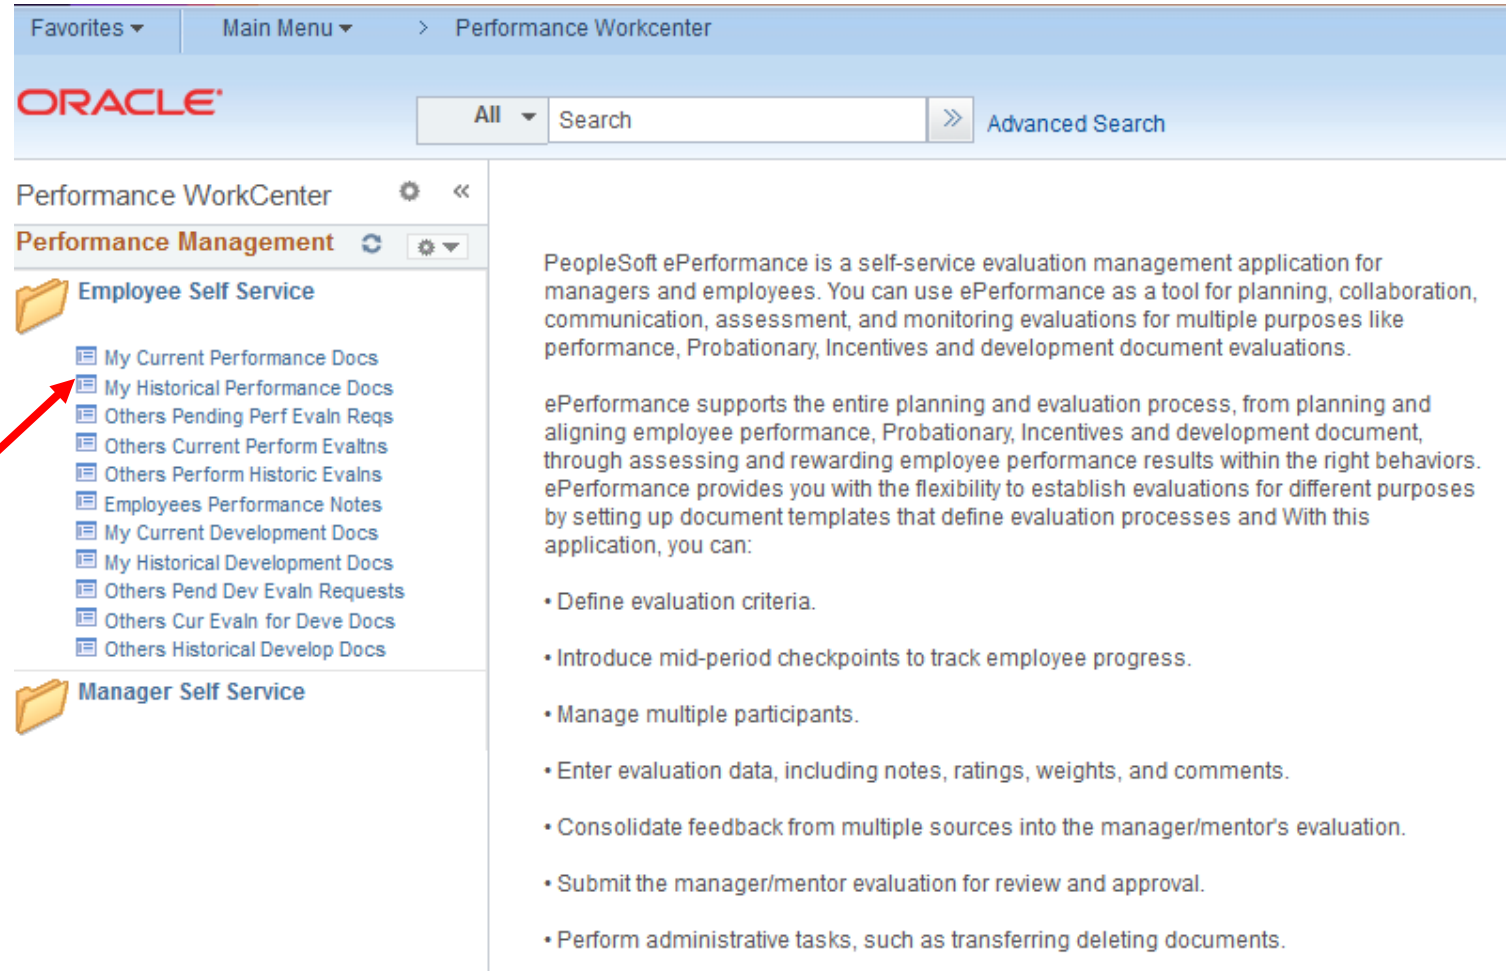 Favorites Main Menu > Performance Workcenter
ORACLE
All Search Advanced Search
Performance WorkCenter
Performance Management
Employee Self Service
My Current Performance Docs
My Historical Performance Docs
Others Pending Perf Evaln Reqs
Others Current Perform Evaltns
Others Perform Historic Evalns
Employees Performance Notes
My Current Development Docs
My Historical Development Docs
Others Pend Dev Evaln Requests
Others Cur Evaln for Deve Docs
Others Historical Develop Docs
Manager Self Service
PeopleSoft ePerformance is a self-service evaluation management application for
managers and employees. You can use ePerformance as a tool for planning, collaboration,
communication, assessment, and monitoring evaluations for multiple purposes like
performance, Probationary, Incentives and development document evaluations.
ePerformance supports the entire planning and evaluation process, from planning and
aligning employee performance, Probationary, Incentives and development document,
through assessing and rewarding employee performance results within the right behaviors.
ePerformance provides you with the flexibility to establish evaluations for different purposes
by setting up document templates that define evaluation processes and With this
application, you can:
• Define evaluation criteria.
• Introduce mid-period checkpoints to track employee progress.
• Manage multiple participants.
• Enter evaluation data, including notes, ratings, weights, and comments.
• Consolidate feedback from multiple sources into the manager/mentor's evaluation.
• Submit the manager/mentor evaluation for review and approval.
• Perform administrative tasks, such as transferring deleting documents.